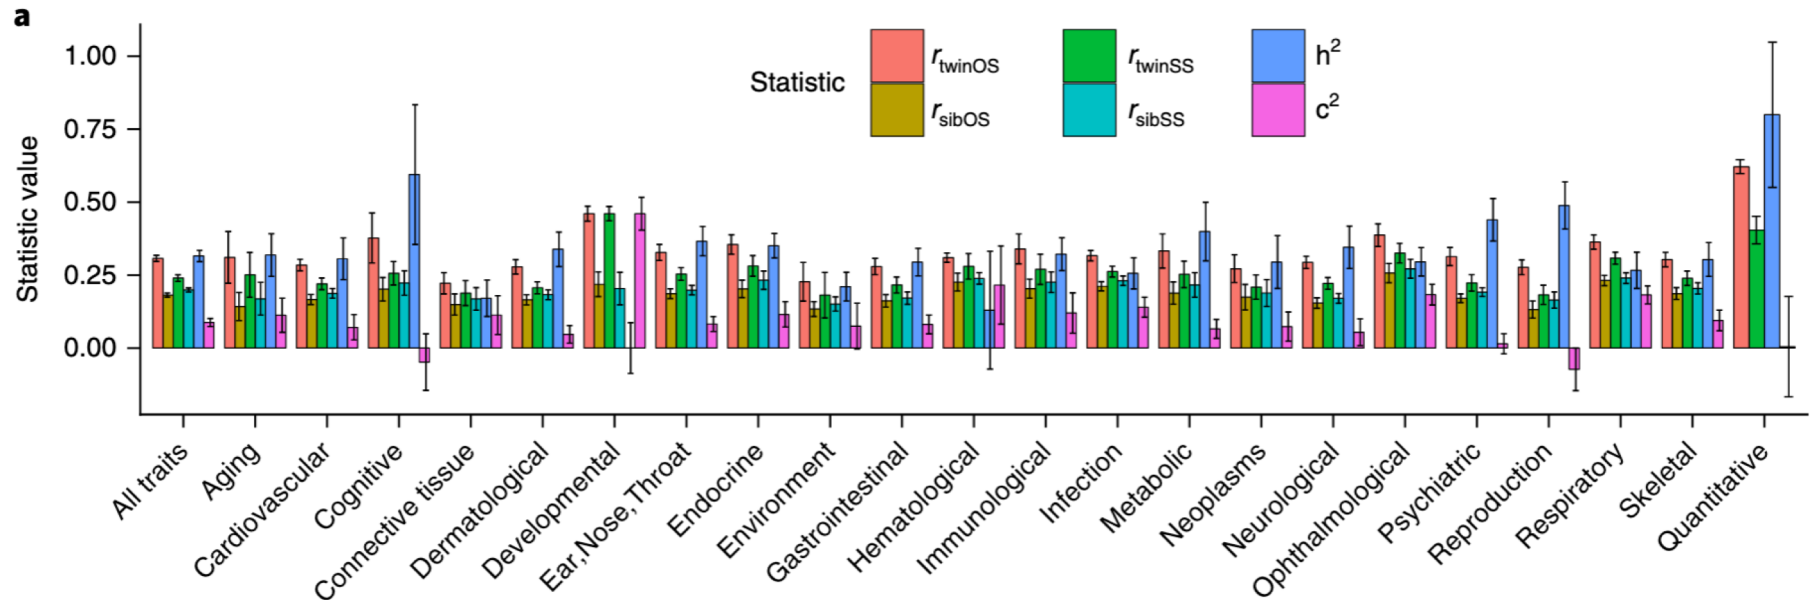 a
Statistic
rtwinOS
rtwinSS
h2
rsibOS
rsibSS
c2
Statistic value
1.00
0.75
0.50
0.25
0.00
All traits
Aging
Cardiovascular
Cognitive
Connective tissue
Dermatological
Developmental
Ear, Nose, Throat
Endocrine
Environment
Gastrointestinal
Hematological
Immunological
Infection
Metabolic
Neoplasms
Neurological
Ophthalmological
Psychiatric
Reproduction
Respiratory
Skeletal
Quantitative